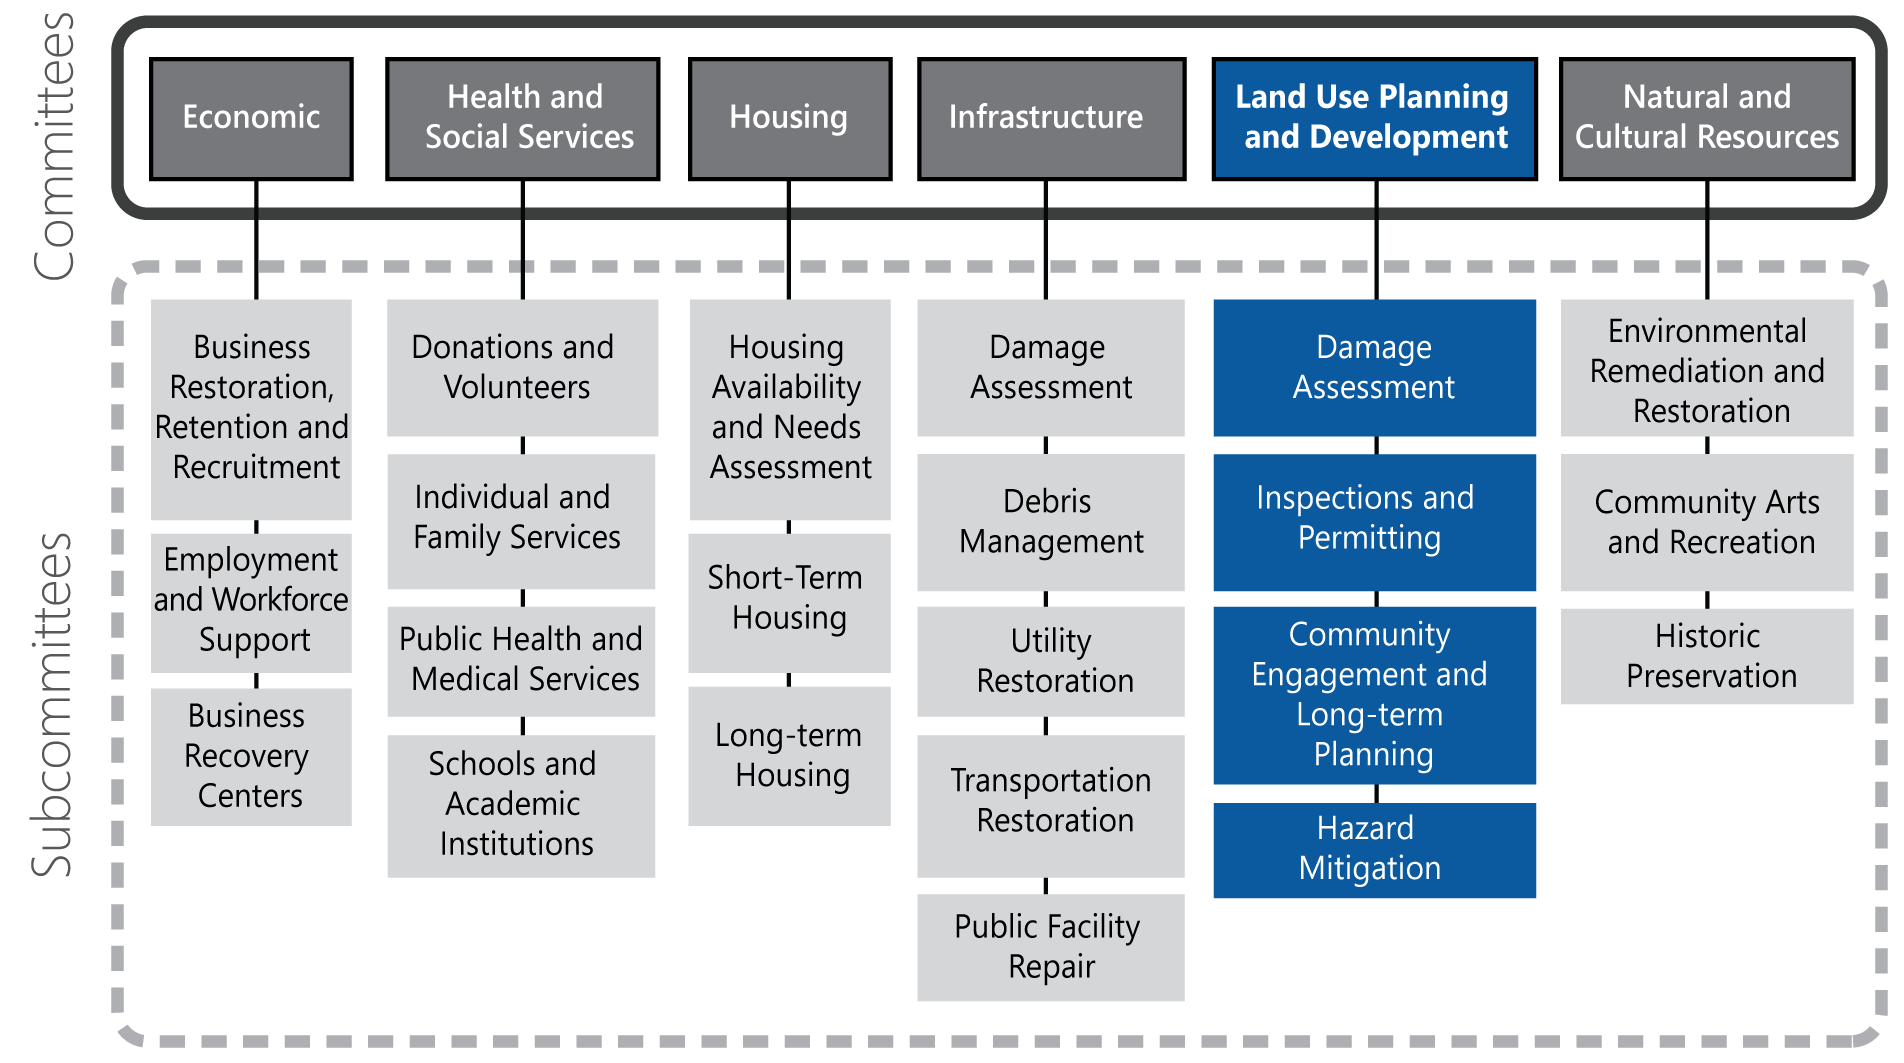 Committees
Economic
Health and
Social Services
Housing
Infrastructure
Land Use Planning
and Development
Natural and
Cultural Resources
Subcommittees
Business
Restoration,
Retention and
Recruitment
Employment
and Workforce
Support
Business
Recovery
Centers
Donations and
Volunteers
Individual and
Family Services
Public Health and
Medical Services
Schools and
Academic
Institutions
Housing
Availability
and Needs
Assessment
Short-Term
Housing
Long-term
Housing
Damage
Assessment
Debris
Management
Utility
Restoration
Transportation
Restoration
Public Facility
Repair
Damage
Assessment
Inspections and
Permitting
Community
Engagement and
Long-term
Planning
Hazard
Mitigation
Environmental
Remediation and
Restoration
Community Arts
and Recreation
Historic
Preservation